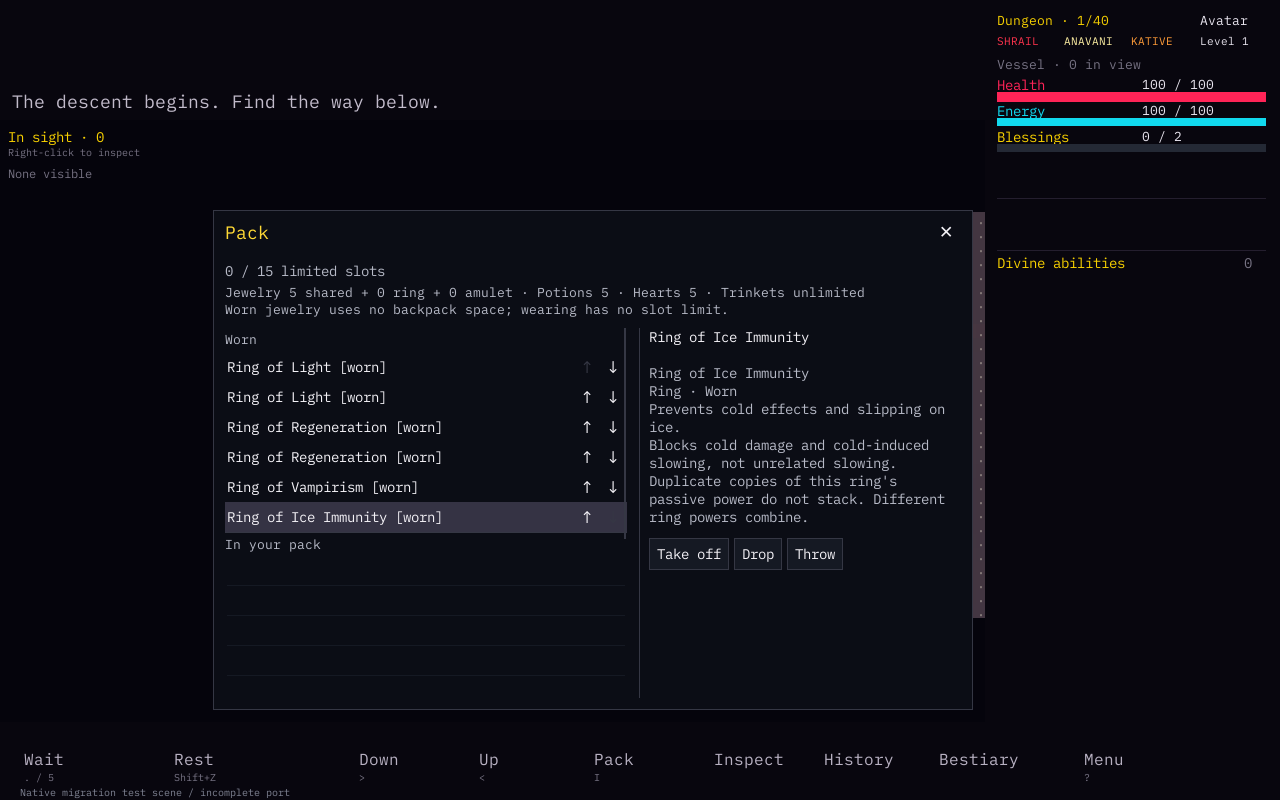 Dungeon · 1/40 Avatar
SHRAIL ANAVANI KATIVE Level 1
Vessel · 0 in view
Health 100 / 100
Energy 100 / 100
Blessings 0 / 2
Divine abilities 0
The descent begins. Find the way below.
In sight · 0
Right-click to inspect
None visible
Pack ✕
0 / 15 limited slots
Jewelry 5 shared + 0 ring + 0 amulet · Potions 5 · Hearts 5 · Trinkets unlimited
Worn jewelry uses no backpack space; wearing has no slot limit.
Worn
Ring of Light [worn] ↑ ↓
Ring of Light [worn] ↑ ↓
Ring of Regeneration [worn] ↑ ↓
Ring of Regeneration [worn] ↑ ↓
Ring of Vampirism [worn] ↑ ↓
Ring of Ice Immunity [worn] ↑
In your pack
Ring of Ice Immunity
Ring of Ice Immunity
Ring · Worn
Prevents cold effects and slipping on
ice.
Blocks cold damage and cold-induced
slowing, not unrelated slowing.
Duplicate copies of this ring's
passive power do not stack. Different
ring powers combine.
Take off Drop Throw
Wait Rest Down Up Pack Inspect History Bestiary Menu
. / 5 Shift+Z > < I ?
Native migration test scene / incomplete port